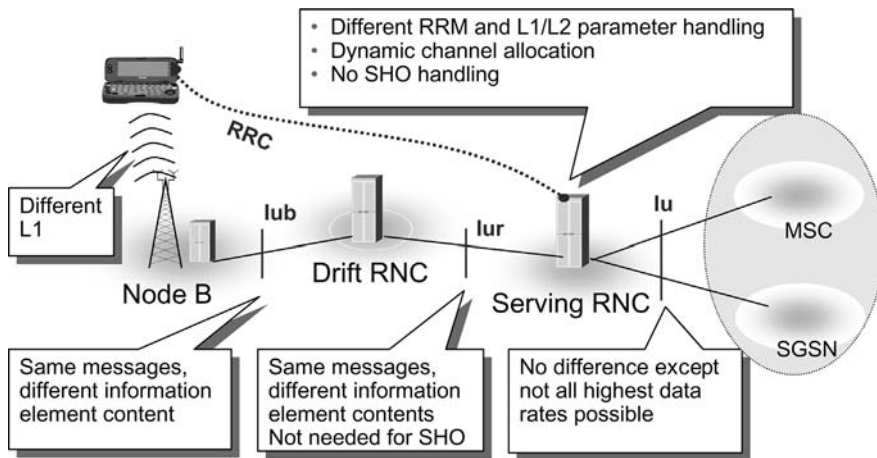 • Different RRM and L1/L2 parameter handling
• Dynamic channel allocation
• No SHO handling
RRC
Different
L1
Iub
Iur
Iu
MSC
Node B
Drift RNC
Serving RNC
SGSN
Same messages,
different information
element content
Same messages,
different information
element contents
Not needed for SHO
No difference except
not all highest data
rates possible